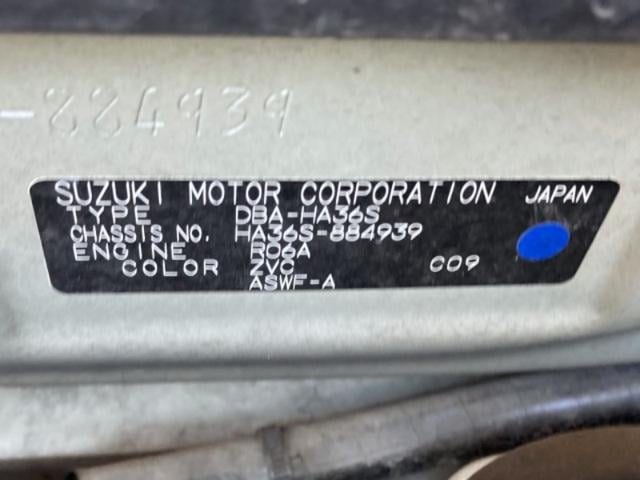 -884939
SUZUKI MOTOR CORPORATION JAPAN
TYPE DBA-HA36S
CHASSIS NO. HA36S-884939
ENGINE R06A
COLOR ZVC C09
ASWF-A